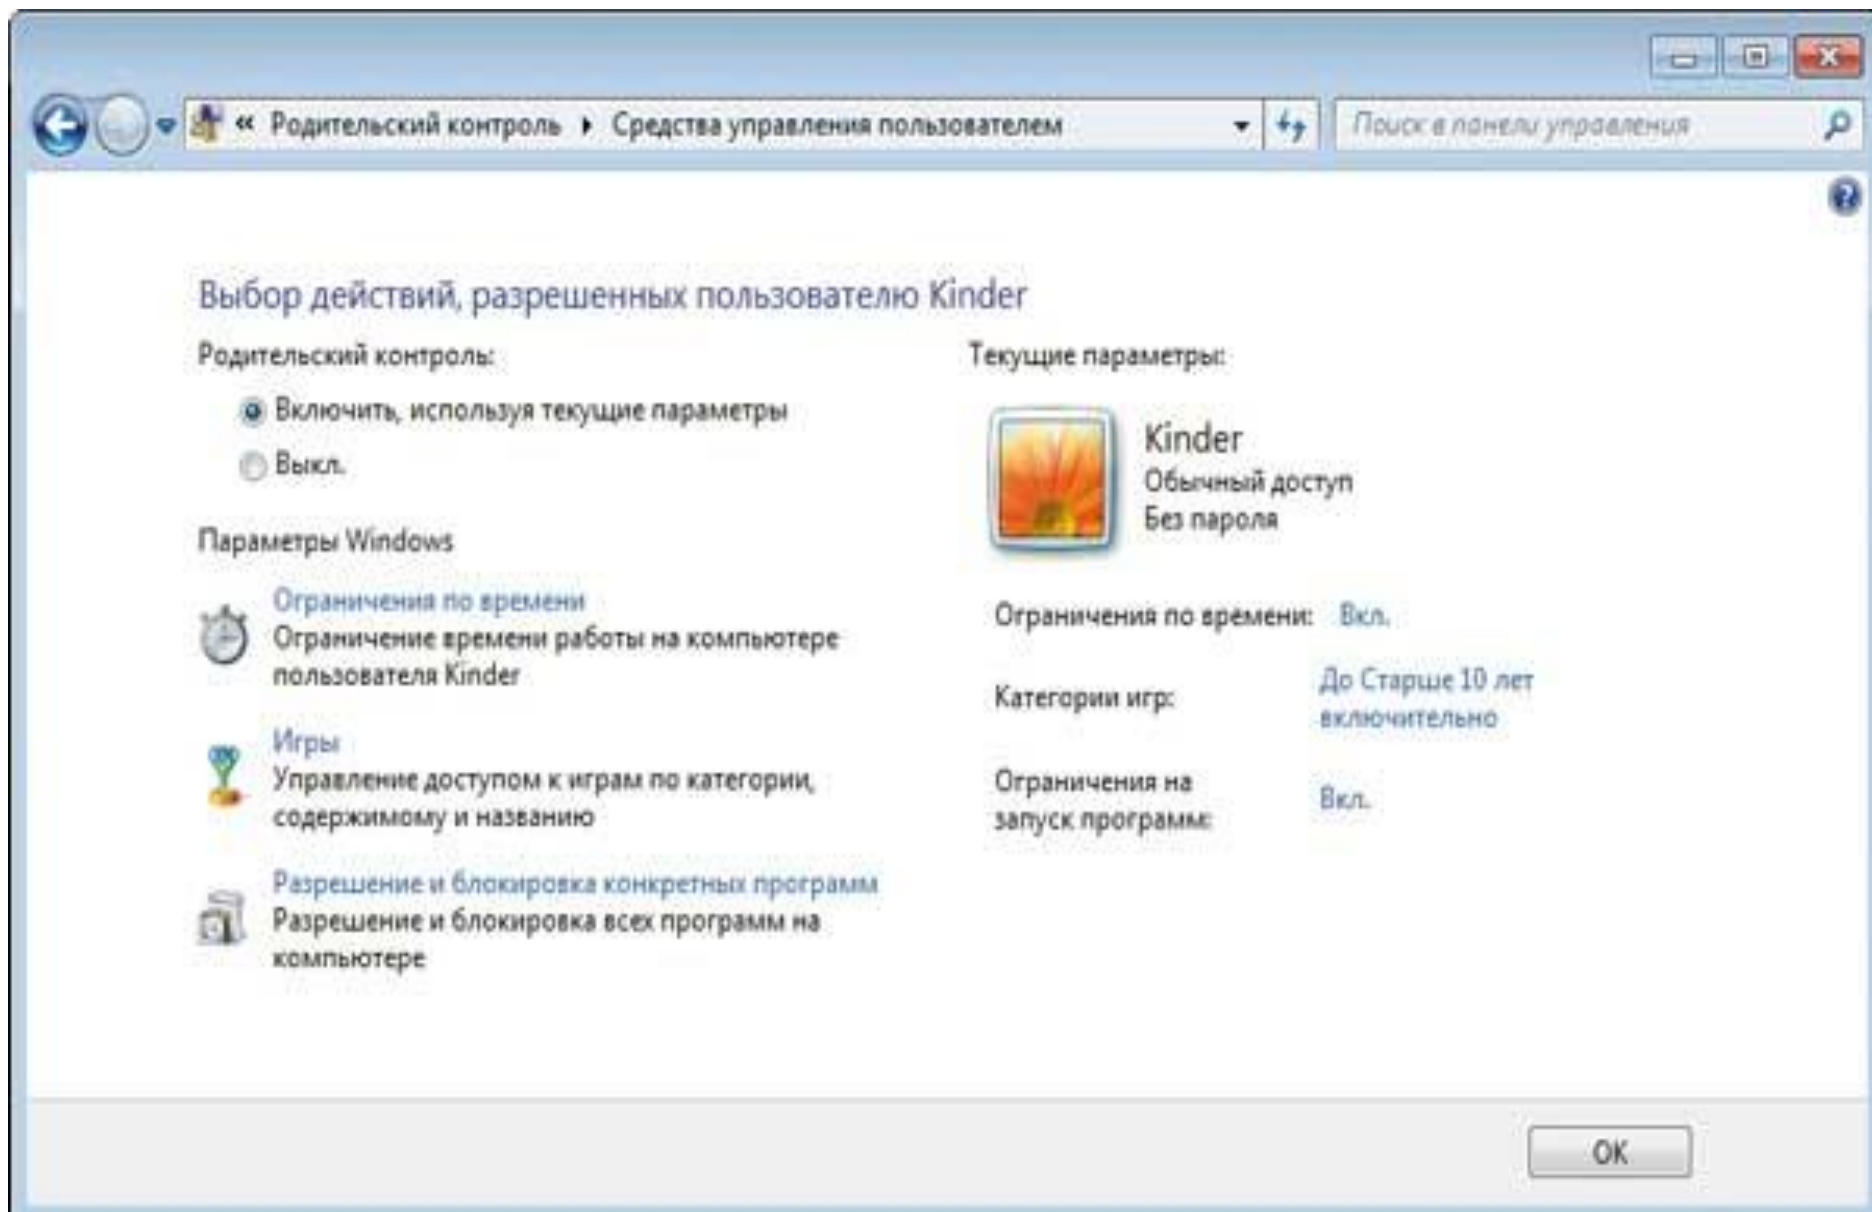 « Родительский контроль Средства управления пользователем
Поиск в панели управления
Выбор действий, разрешенных пользователю Kinder
Родительский контроль:
Включить, используя текущие параметры
Выкл.
Параметры Windows
Ограничения по времени
Ограничение времени работы на компьютере
пользователя Kinder
Игры
Управление доступом к играм по категории,
содержимому и названию
Разрешение и блокировка конкретных программ
Разрешение и блокировка всех программ на
компьютере
Текущие параметры:
Kinder
Обычный доступ
Без пароля
Ограничения по времени: Вкл.
Категории игр: До Старше 10 лет
включительно
Ограничения на
запуск программ: Вкл.
OK